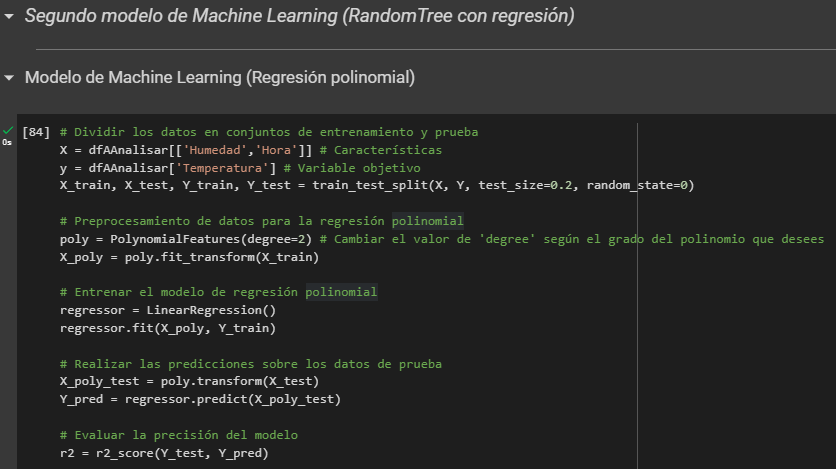 Segundo modelo de Machine Learning (RandomTree con regresión)
Modelo de Machine Learning (Regresión polinomial)
[84] # Dividir los datos en conjuntos de entrenamiento y prueba
0s
X = dfAAnalisar[['Humedad','Hora']] # Características
y = dfAAnalisar['Temperatura'] # Variable objetivo
X_train, X_test, Y_train, Y_test = train_test_split(X, Y, test_size=0.2, random_state=0)
# Preprocesamiento de datos para la regresión polinomial
poly = PolynomialFeatures(degree=2) # Cambiar el valor de 'degree' según el grado del polinomio que desees
X_poly = poly.fit_transform(X_train)
# Entrenar el modelo de regresión polinomial
regressor = LinearRegression()
regressor.fit(X_poly, Y_train)
# Realizar las predicciones sobre los datos de prueba
X_poly_test = poly.transform(X_test)
Y_pred = regressor.predict(X_poly_test)
# Evaluar la precisión del modelo
r2 = r2_score(Y_test, Y_pred)